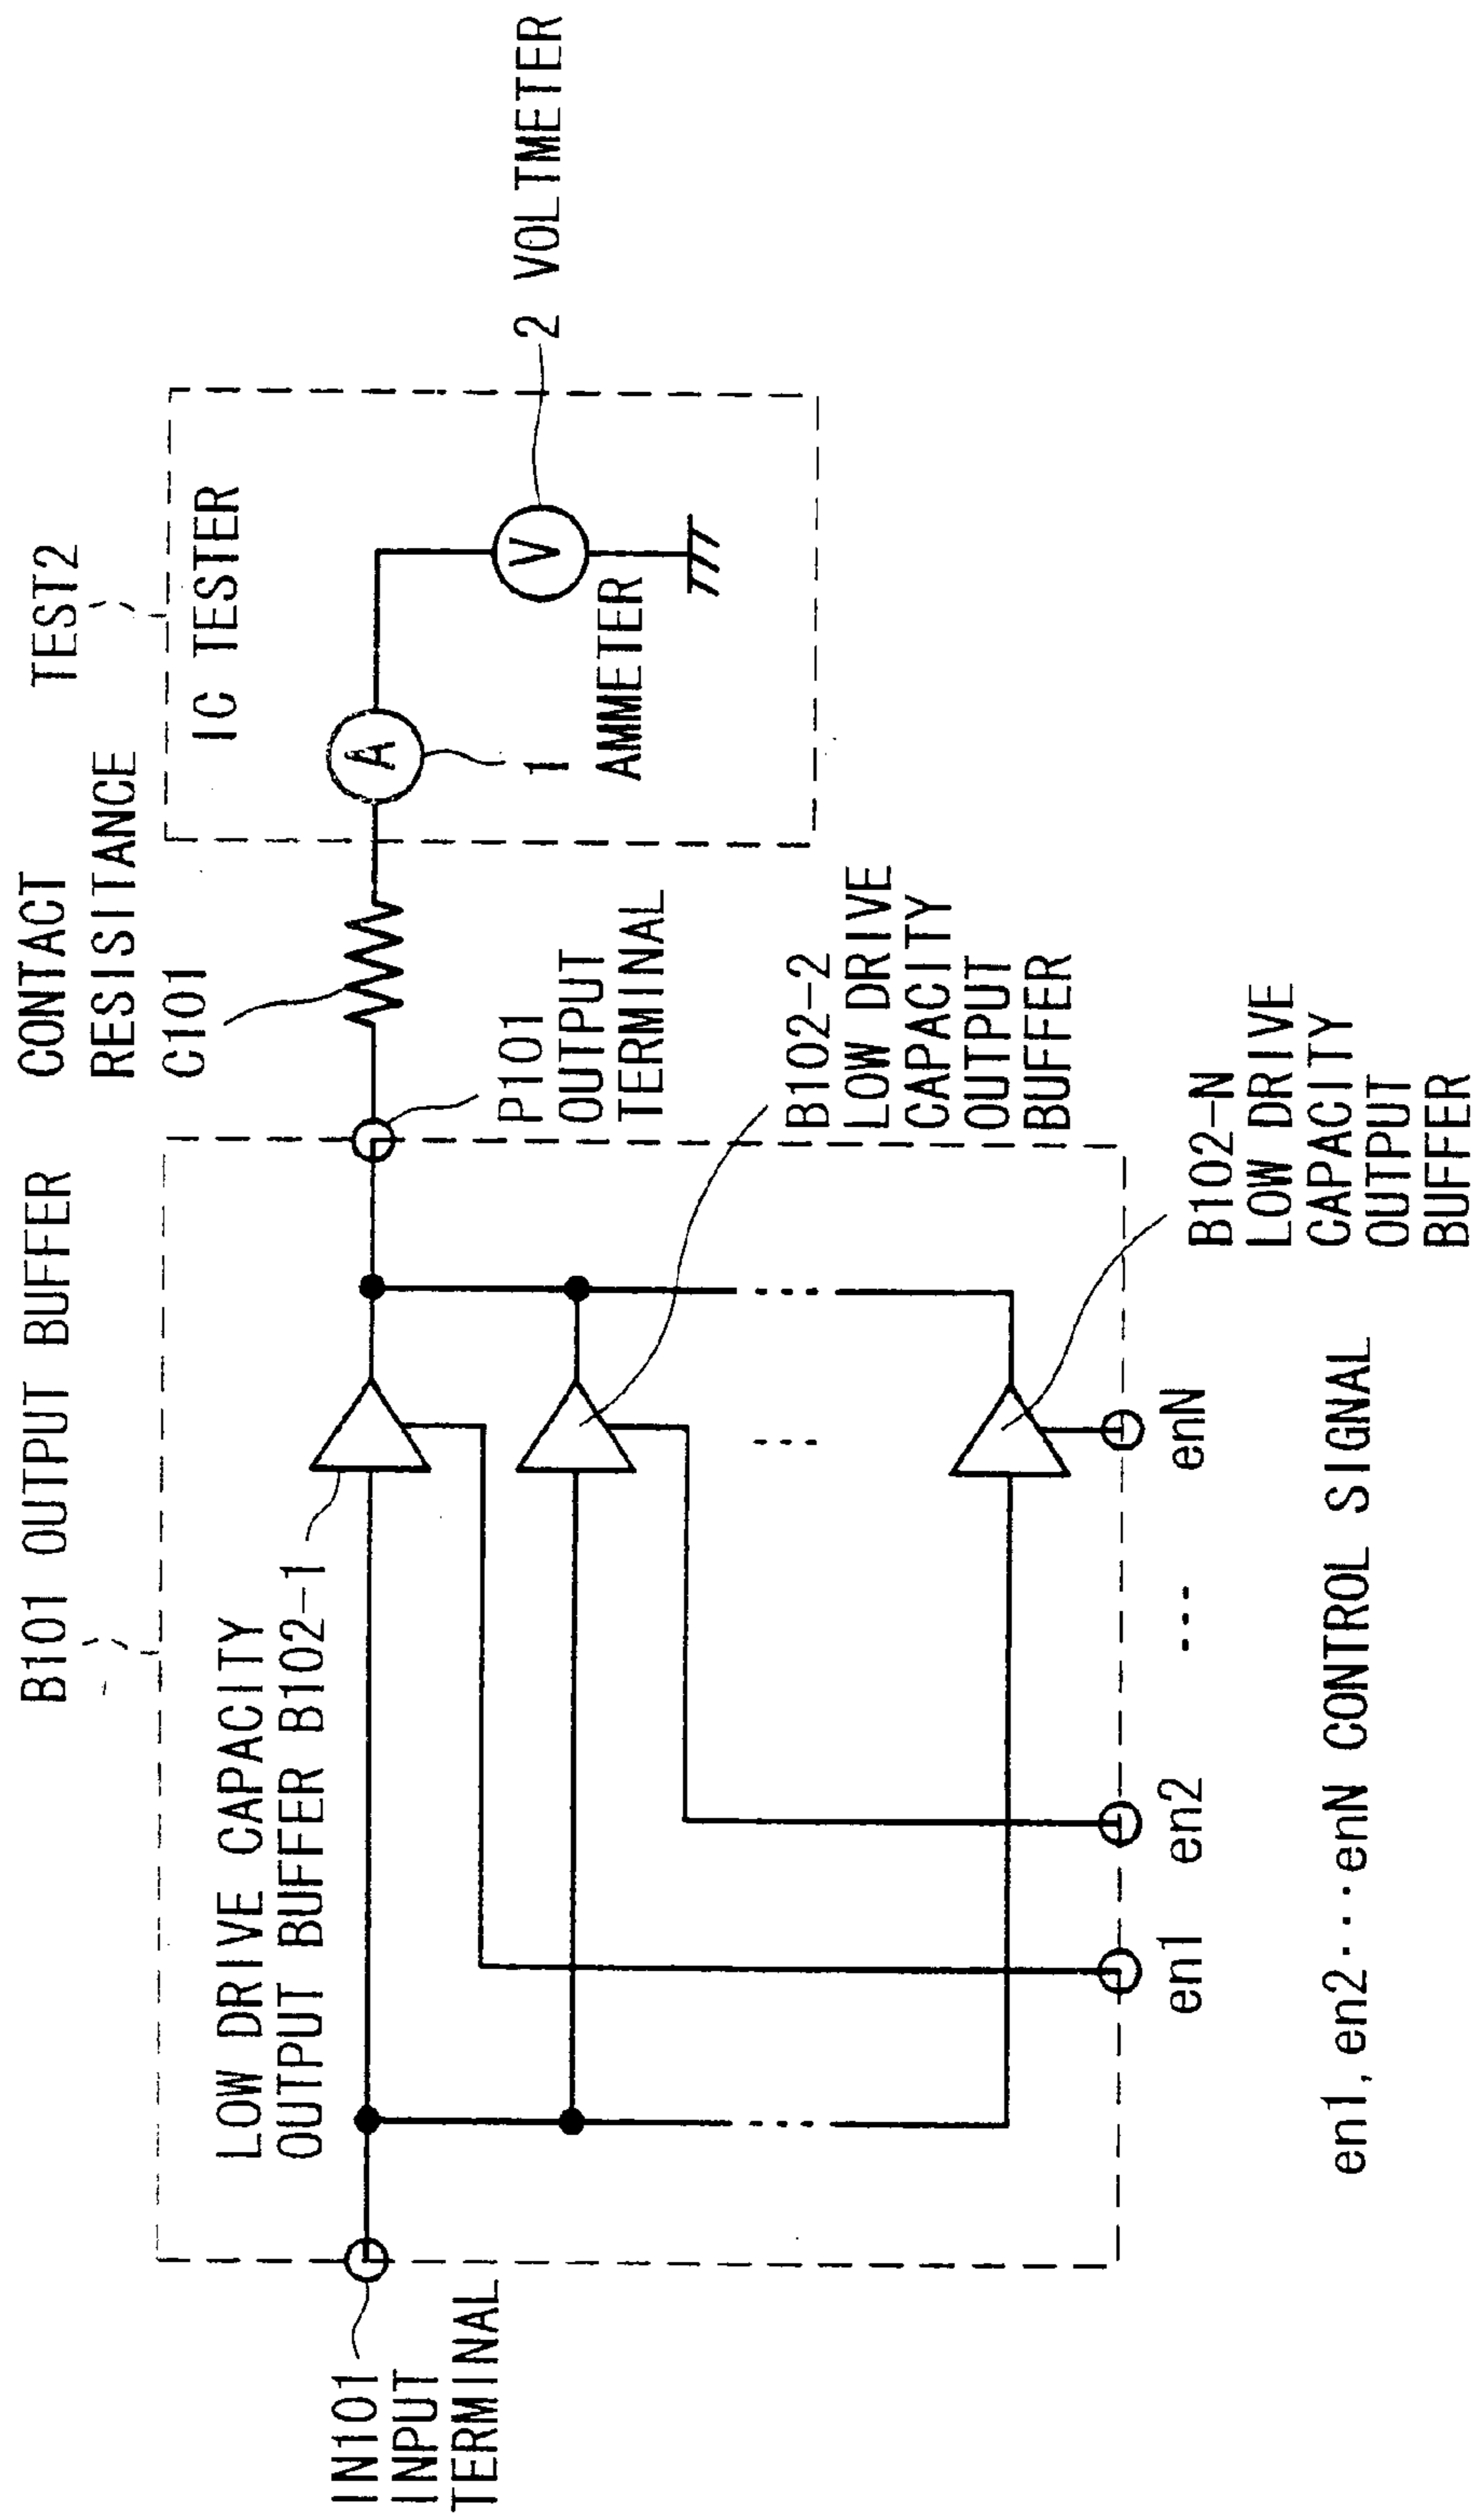 B101 OUTPUT BUFFER
CONTACT
RESISITANCE
C101
TEST2
IC TESTER
LOW DRIVE CAPACITY
OUTPUT BUFFER B102-1
IN101
INPUT
TERMINAL
P101
OUTPUT
TERMINAL
A
1
AMMETER
V
2 VOLTMETER
B102-2
LOW DRIVE
CAPACITY
OUTPUT
BUFFER
B102-N
LOW DRIVE
CAPACITY
OUTPUT
BUFFER
en1 en2 ··· enN
en1,en2···enN CONTROL SIGNAL